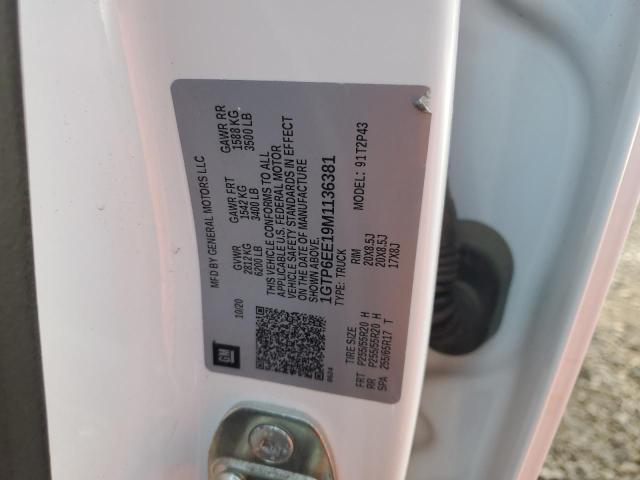 MFD BY GENERAL MOTORS LLC
10/20
GVWR
2812 KG
6200 LB
GAWR FRT
1542 KG
3400 LB
GAWR RR
1588 KG
3500 LB
THIS VEHICLE CONFORMS TO ALL
APPLICABLE U.S. FEDERAL MOTOR
VEHICLE SAFETY STANDARDS IN EFFECT
ON THE DATE OF MANUFACTURE
SHOWN ABOVE.
1GTP6EE19M1136381
TYPE: TRUCK
MODEL: 91T2P43
GM
TIRE SIZE
RIM
FRT P255/55R20 H 20X8.5J
RR P255/55R20 H 20X8.5J
SPA 255/65R17 T 17X8J